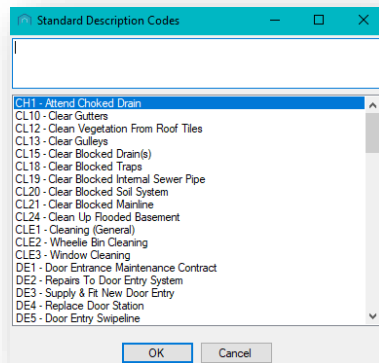 Standard Description Codes
CH1 - Attend Choked Drain
CL10 - Clear Gutters
CL12 - Clean Vegetation From Roof Tiles
CL13 - Clear Gulleys
CL15 - Clear Blocked Drain(s)
CL18 - Clear Blocked Traps
CL19 - Clear Blocked Internal Sewer Pipe
CL20 - Clear Blocked Soil System
CL21 - Clear Blocked Mainline
CL24 - Clean Up Flooded Basement
CLE1 - Cleaning (General)
CLE2 - Wheelie Bin Cleaning
CLE3 - Window Cleaning
DE1 - Door Entrance Maintenance Contract
DE2 - Repairs To Door Entry System
DE3 - Supply & Fit New Door Entry
DE4 - Replace Door Station
DE5 - Door Entry Swipeline
OK Cancel